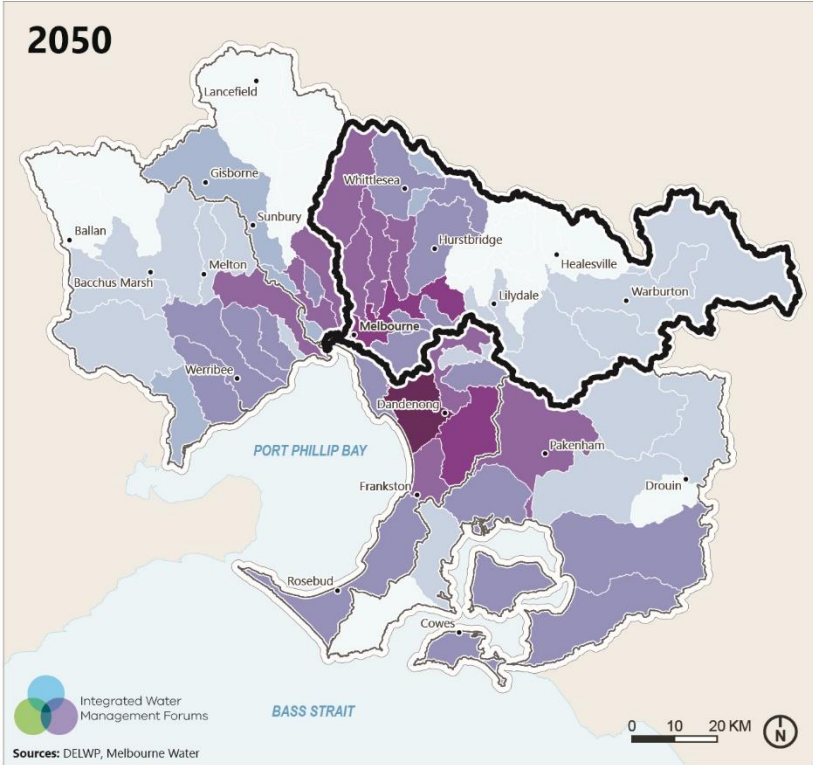 2050
Lancefield
Gisborne
Whittlesea
Sunbury
Ballan
Hurstbridge
Healesville
Melton
Bacchus Marsh
Lilydale
Warburton
Melbourne
Werribee
Dandenong
PORT PHILLIP BAY
Pakenham
Frankston
Drouin
Rosebud
Cowes
Integrated Water
Management Forums
BASS STRAIT
0 10 20 KM
N
Sources: DELWP, Melbourne Water